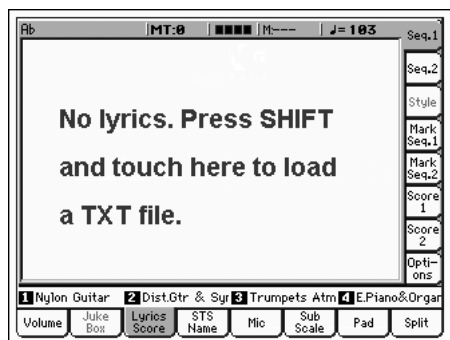 Ab MT:0 M:--- ♩=103
Seq.1
Seq.2
Style
Mark
Seq.1
Mark
Seq.2
Score
1
Score
2
Opti-
ons
No lyrics. Press SHIFT
and touch here to load
a TXT file.
1 Nylon Guitar 2 Dist.Gtr & Syr 3 Trumpets Atm 4 E.Piano&Organ
Volume Juke Box Lyrics Score STS Name Mic Sub Scale Pad Split